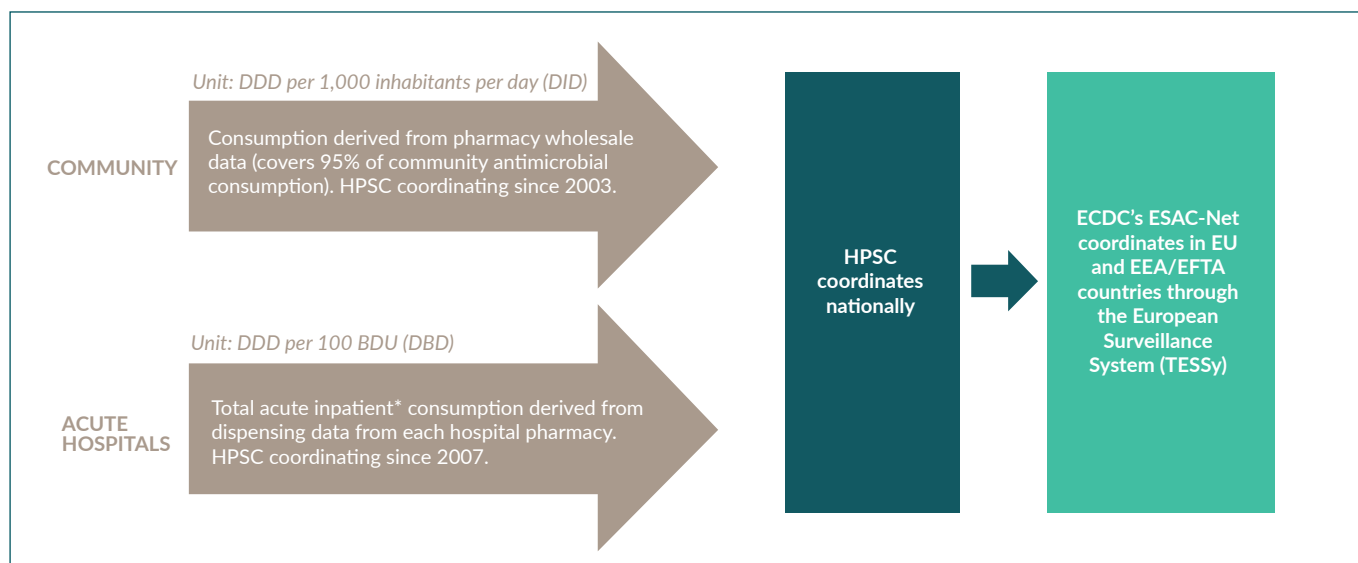 Unit: DDD per 1,000 inhabitants per day (DID)
COMMUNITY
Consumption derived from pharmacy wholesale
data (covers 95% of community antimicrobial
consumption). HPSC coordinating since 2003.
Unit: DDD per 100 BDU (DBD)
ACUTE
HOSPITALS
Total acute inpatient* consumption derived from
dispensing data from each hospital pharmacy.
HPSC coordinating since 2007.
HPSC
coordinates
nationally
ECDC's ESAC-Net
coordinates in EU
and EEA/EFTA
countries through
the European
Surveillance
System (TESSy)